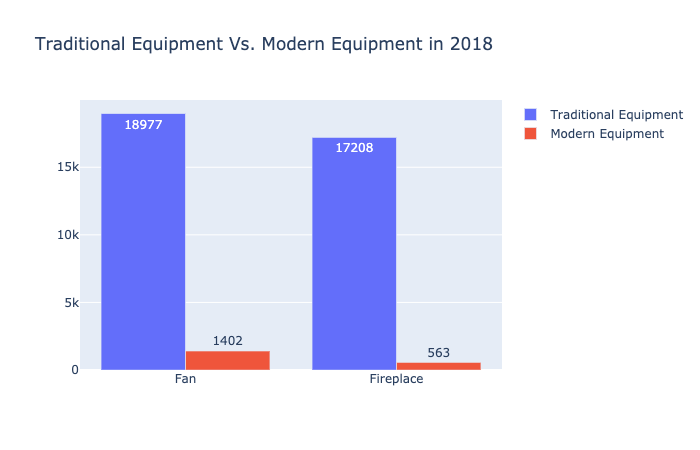 Traditional Equipment Vs. Modern Equipment in 2018
Traditional Equipment
Modern Equipment
18977
17208
15k
10k
5k
1402
563
0
Fan
Fireplace